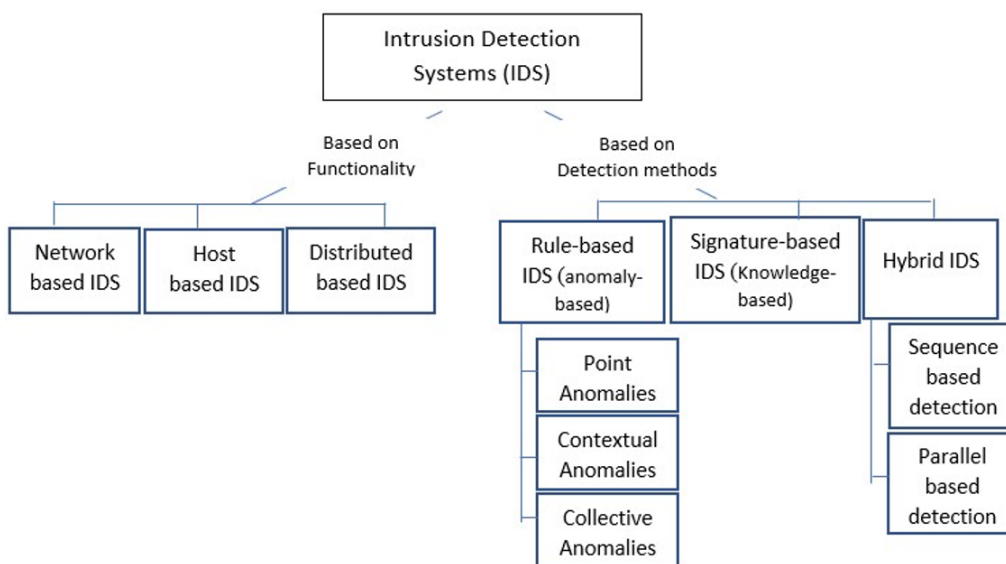 Intrusion Detection
Systems (IDS)
Based on
Functionality
Based on
Detection methods
Network
based IDS
Host
based IDS
Distributed
based IDS
Rule-based
IDS (anomaly-
based)
Signature-based
IDS (Knowledge-
based)
Hybrid IDS
Point
Anomalies
Contextual
Anomalies
Collective
Anomalies
Sequence
based
detection
Parallel
based
detection